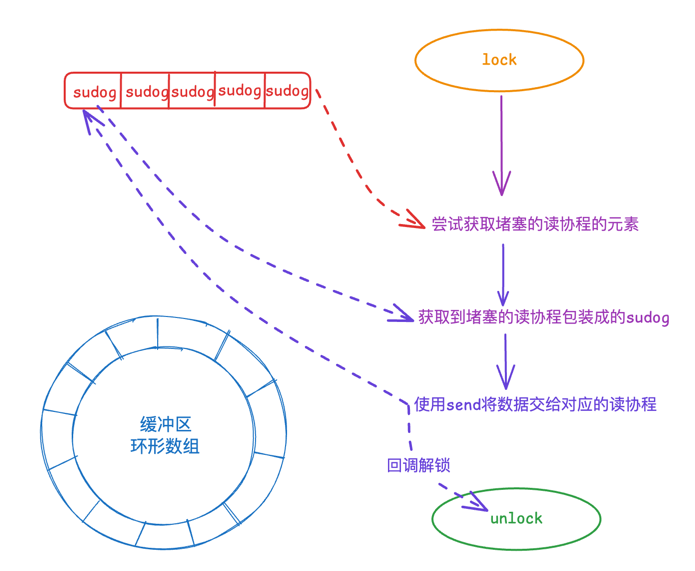 lock
sudog sudog sudog sudog sudog
尝试获取堵塞的读协程的元素
获取到堵塞的读协程包装成的sudog
使用send将数据交给对应的读协程
缓冲区
环形数组
回调解锁
unlock